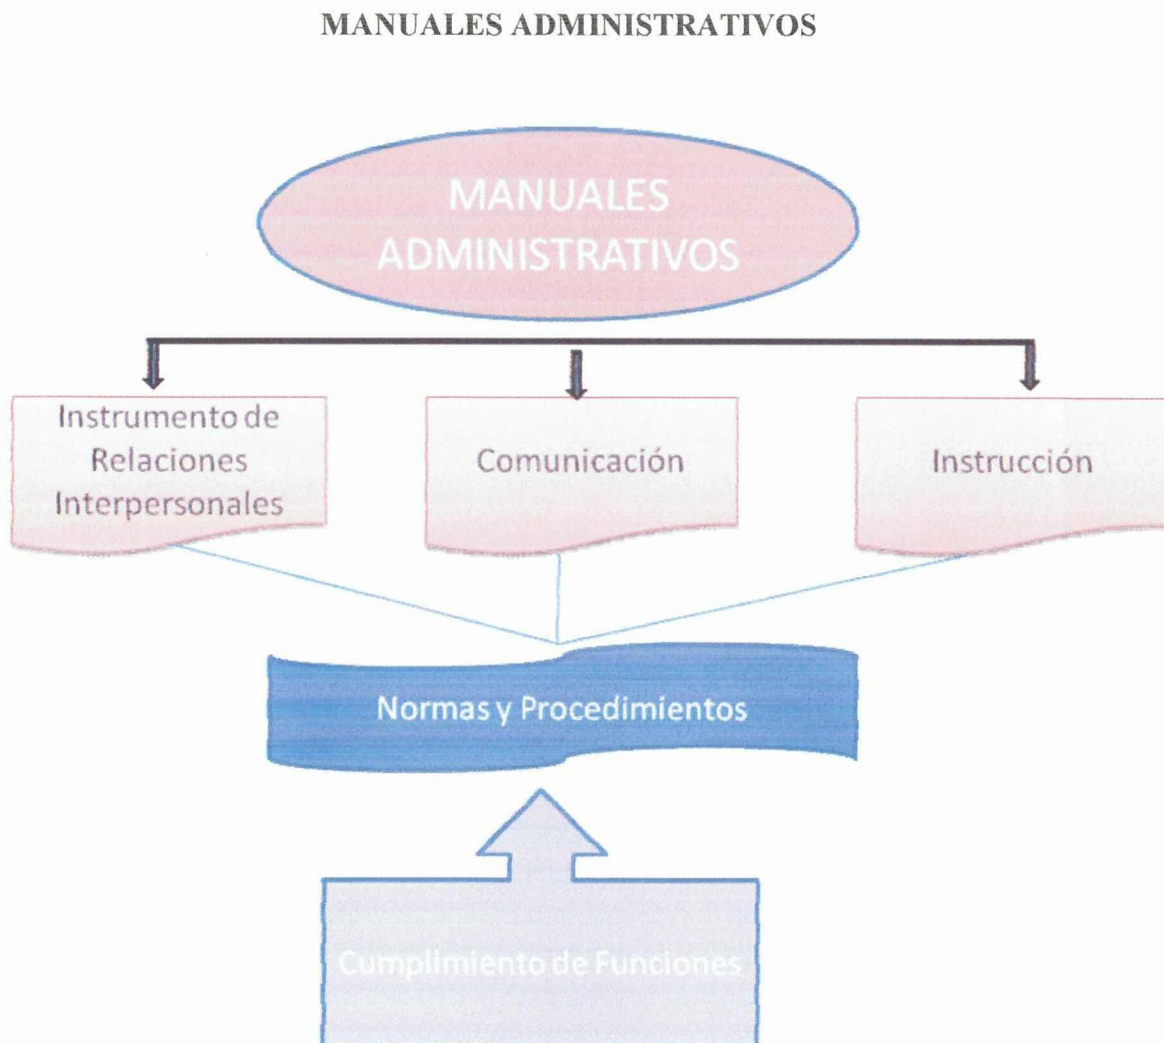 MANUALES ADMINISTRATIVOS
MANUALES
ADMINISTRATIVOS
Instrumento de
Relaciones
Interpersonales
Comunicación
Instrucción
Normas y Procedimientos
Cumplimiento de Funciones